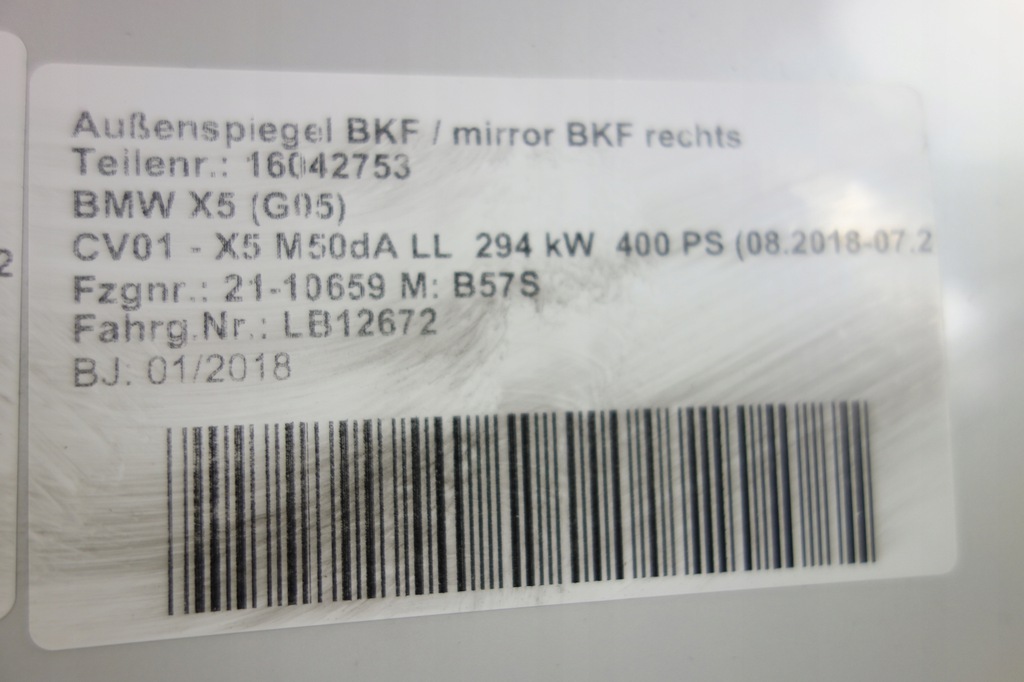 Außenspiegel BKF / mirror BKF rechts
Teilenr.: 16042753
BMW X5 (G05)
CV01 - X5 M50dA LL 294 kW 400 PS (08.2018-07.2
Fzgnr.: 21-10659 M: B57S
Fahrg.Nr.: LB12672
BJ: 01/2018
2